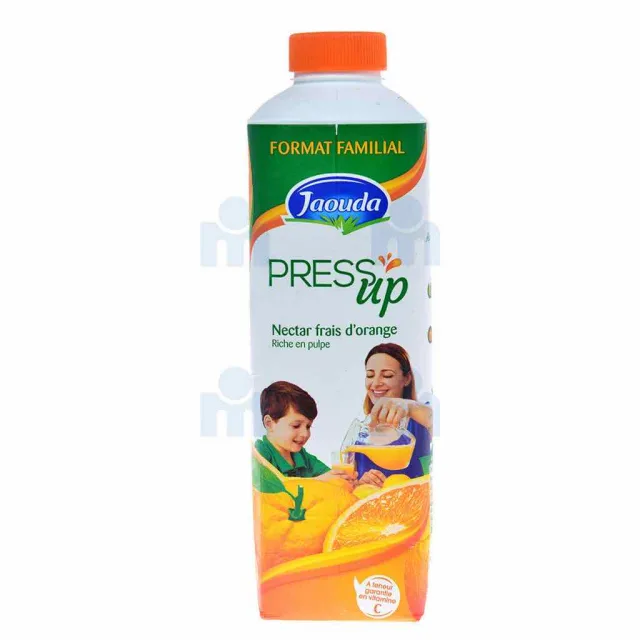 FORMAT FAMILIAL
Jaouda
PRESS up
Nectar frais d'orange
Riche en pulpe
A teneur
garantie
en vitamine
C